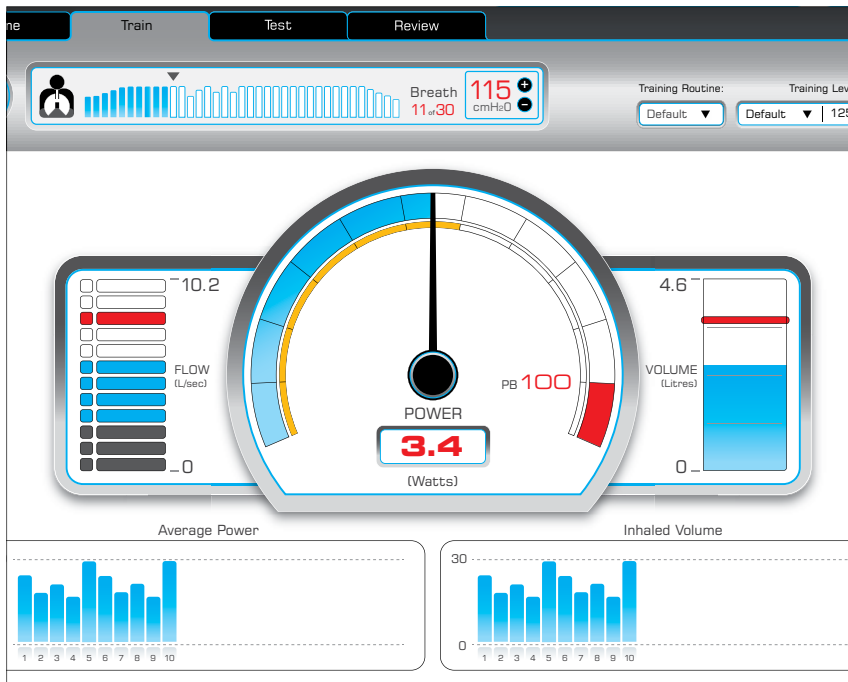 ne Train Test Review
Breath
11 of 30
115
cmH₂O
+
−
Training Routine:
Default ▼
Training Lev
Default ▼ 125
10.2
FLOW
(L/sec)
0
PB 100
POWER
3.4
(Watts)
4.6
VOLUME
(Litres)
0
Average Power
1 2 3 4 5 6 7 8 9 10
Inhaled Volume
30
0
1 2 3 4 5 6 7 8 9 10